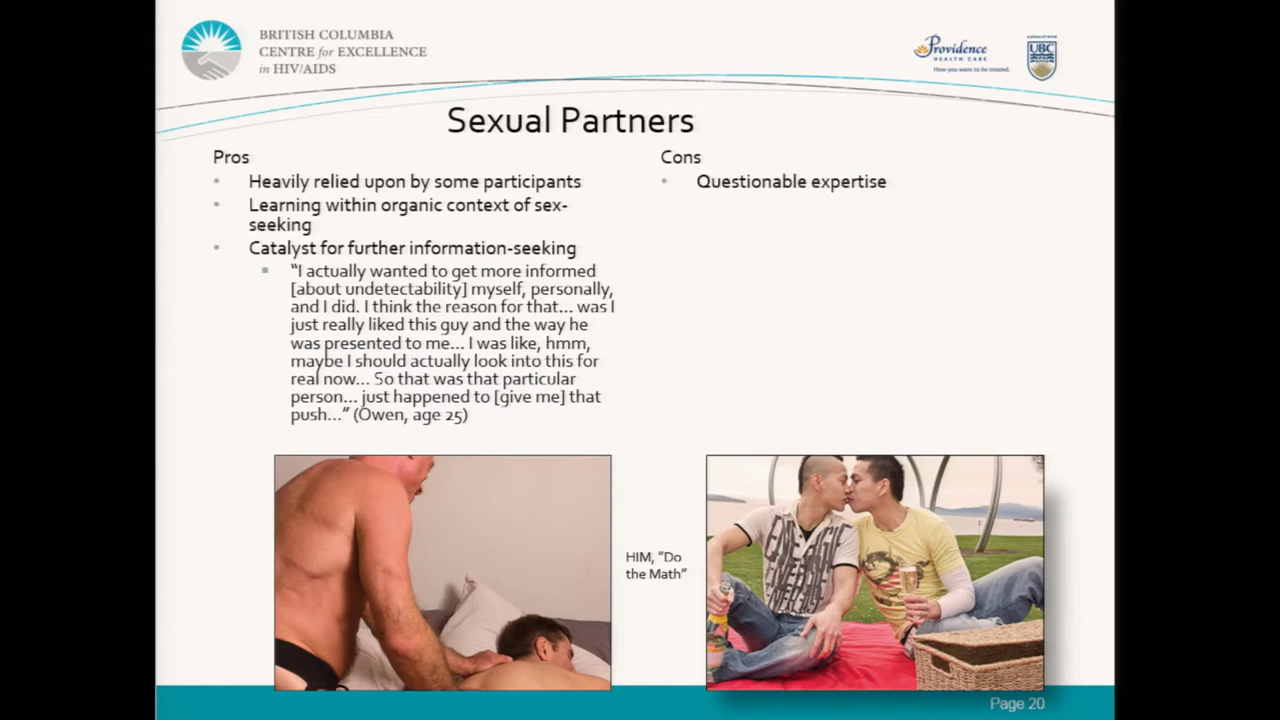 BRITISH COLUMBIA
CENTRE for EXCELLENCE
in HIV/AIDS
Providence
HEALTH CARE
How you want to be treated.
UBC
Sexual Partners
Pros
• Heavily relied upon by some participants
• Learning within organic context of sex-
seeking
• Catalyst for further information-seeking
▪ “I actually wanted to get more informed
[about undetectability] myself, personally,
and I did. I think the reason for that... was I
just really liked this guy and the way he
was presented to me... I was like, hmm,
maybe I should actually look into this for
real now... So that was that particular
person... just happened to [give me] that
push...” (Owen, age 25)
Cons
• Questionable expertise
HIM, “Do
the Math”
ENERGIE
ENERGIE
ENERGIE
Page 20